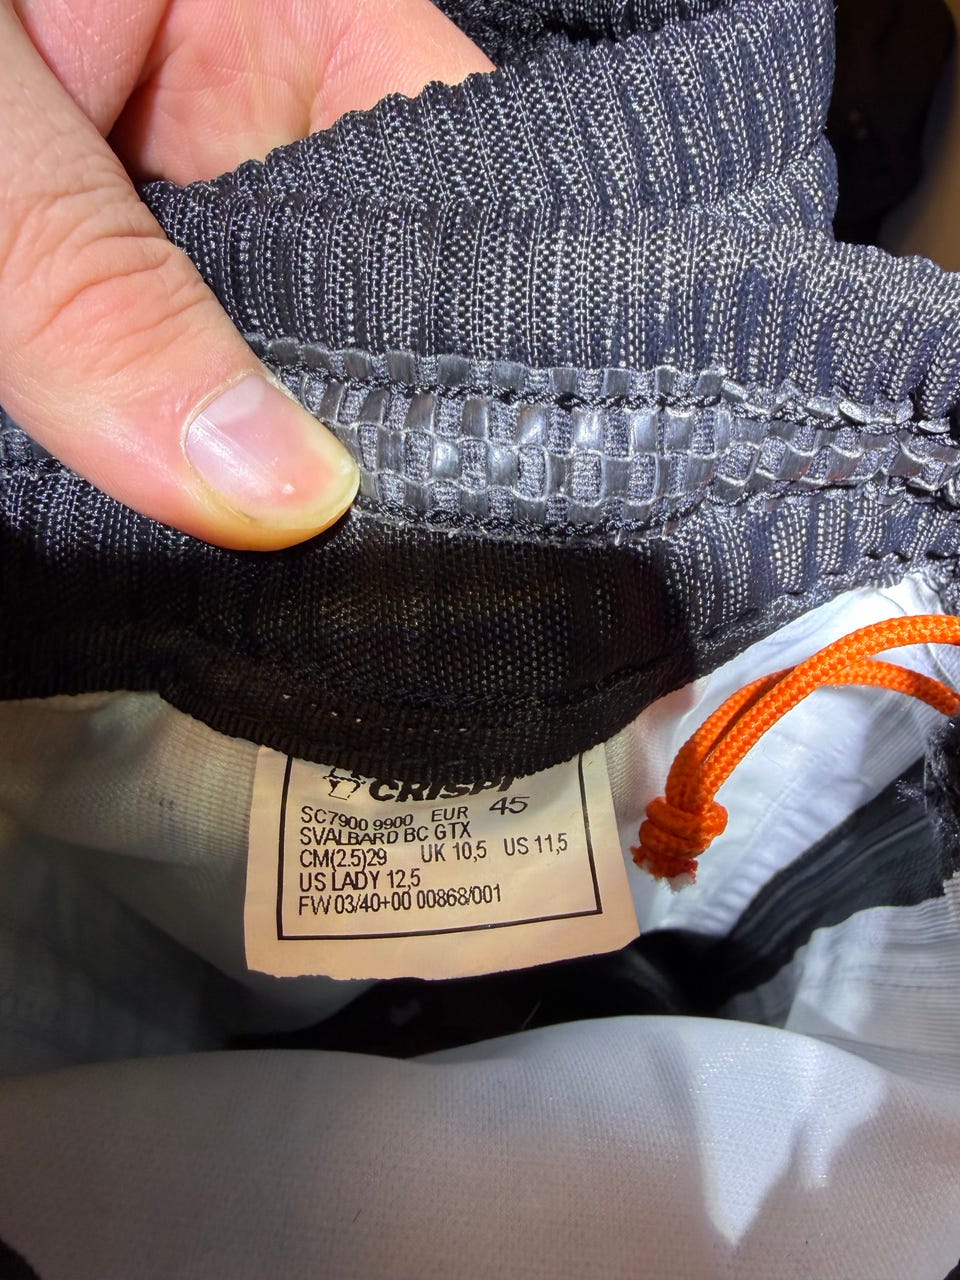 CRISPI
SC7900 9900 EUR 45
SVALBARD BC GTX
CM(2.5)29 UK 10,5 US 11,5
US LADY 12,5
FW 03/40+00 00868/001